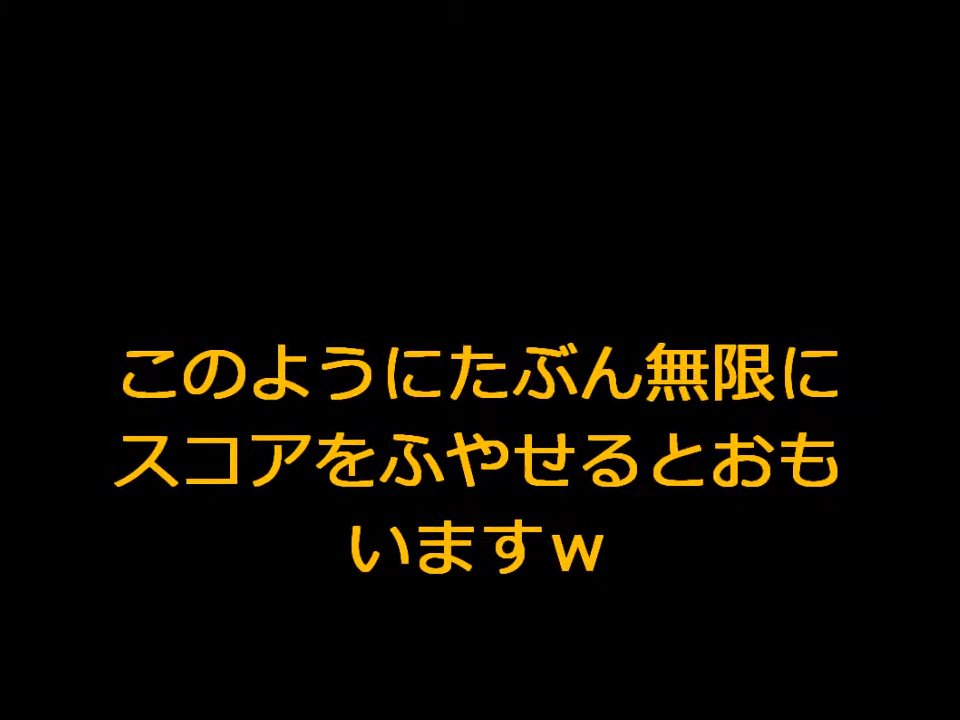 このようにたぶん無限に
スコアをふやせるとおも
いますｗ